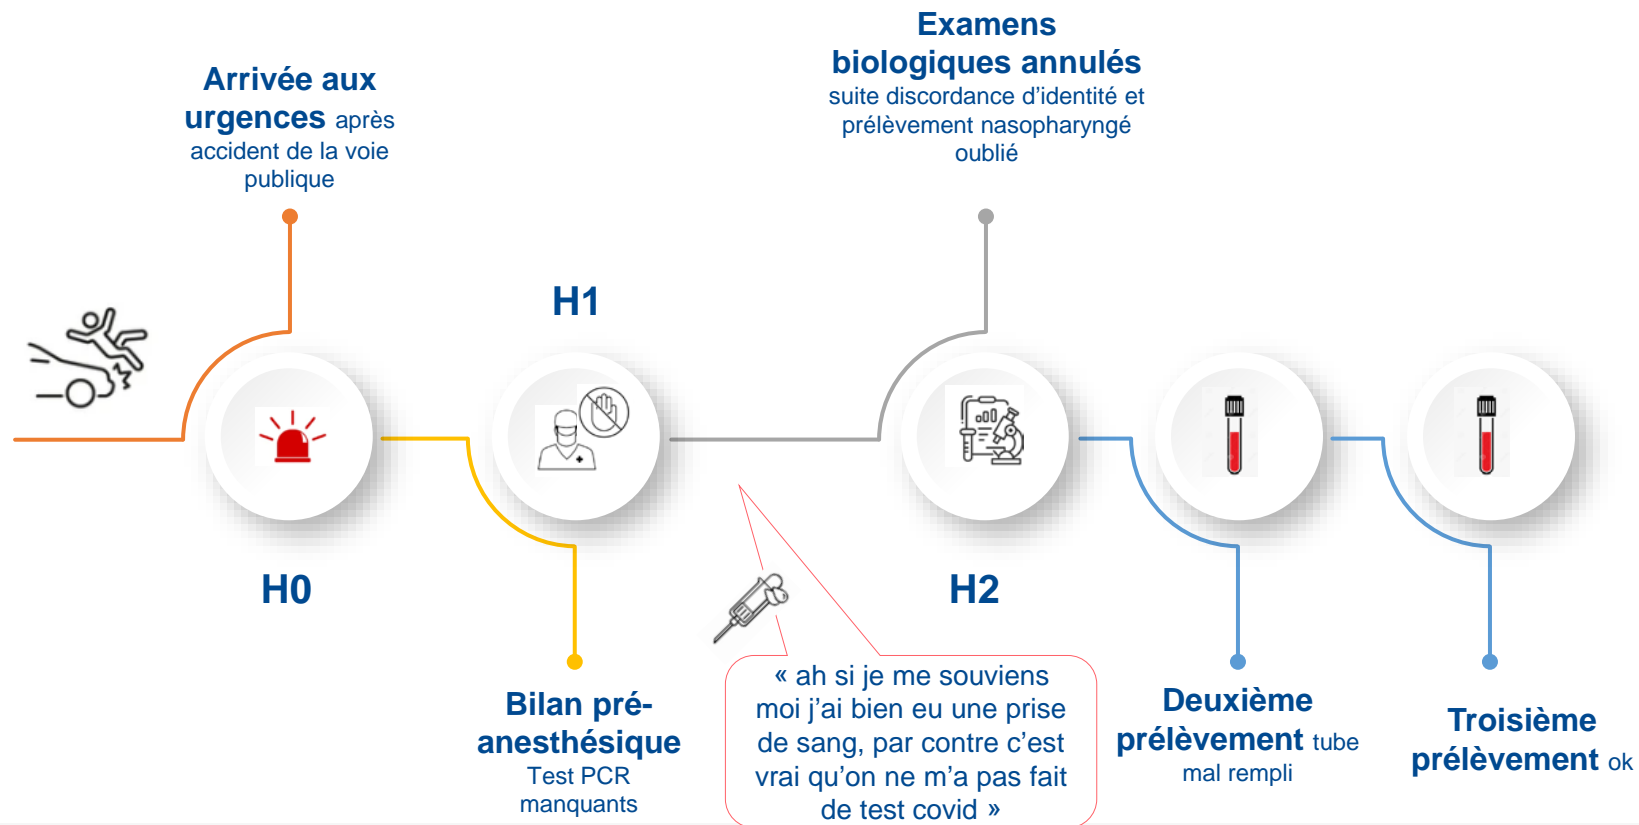 Arrivée aux
urgences après
accident de la voie
publique
H0
H1
Bilan pré-
anesthésique
Test PCR
manquants
« ah si je me souviens
moi j'ai bien eu une prise
de sang, par contre c'est
vrai qu'on ne m'a pas fait
de test covid »
Examens
biologiques annulés
suite discordance d'identité et
prélèvement nasopharyngé
oublié
H2
Deuxième
prélèvement tube
mal rempli
Troisième
prélèvement ok